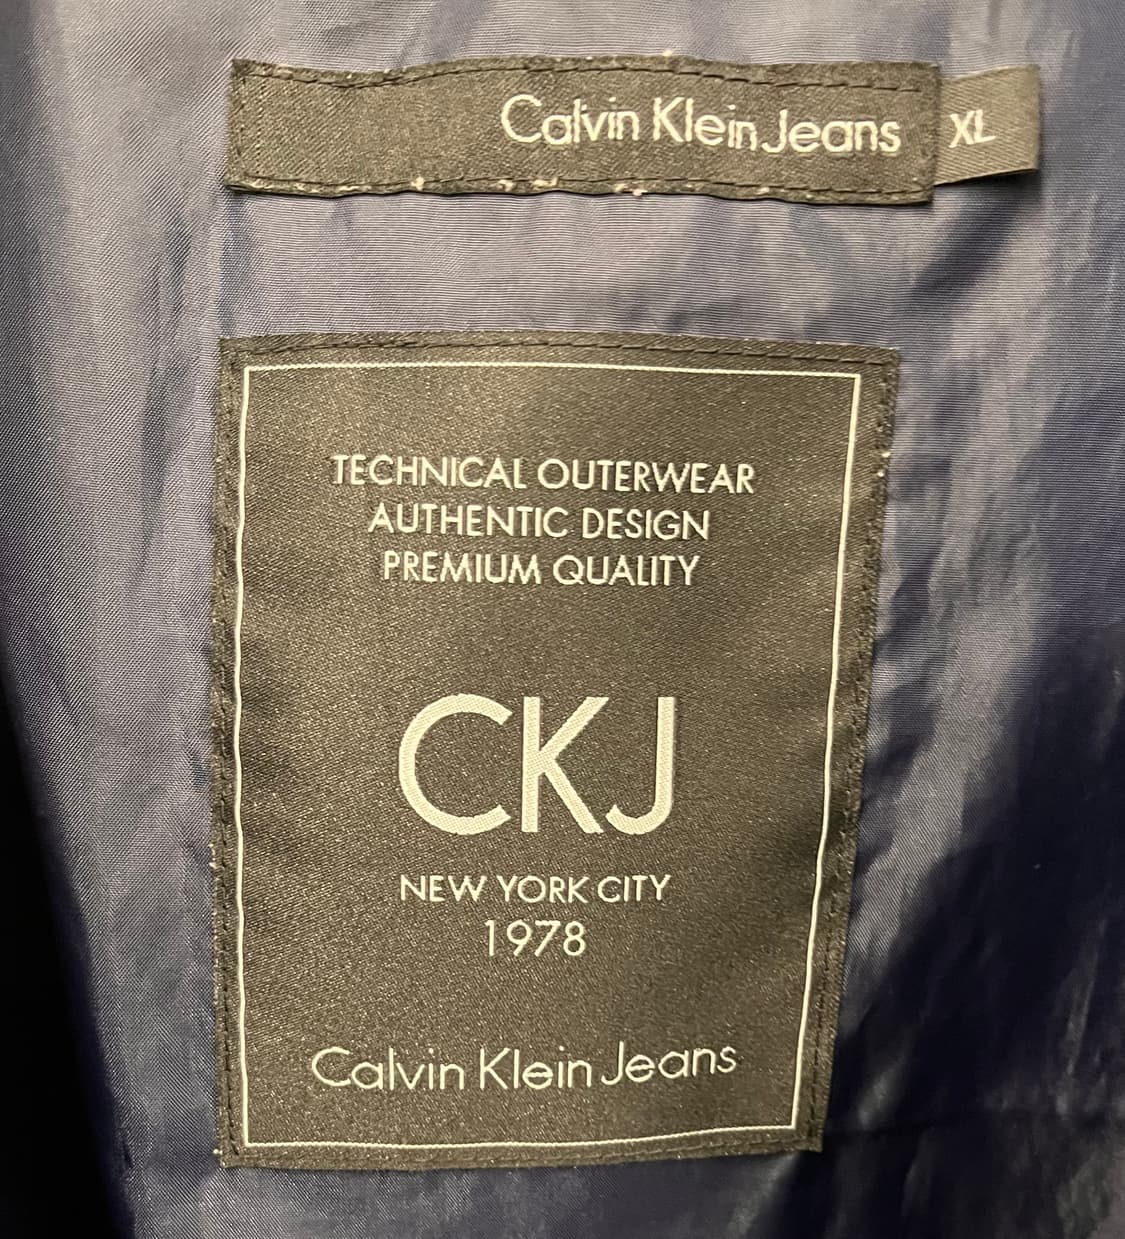 Calvin Klein Jeans XL
TECHNICAL OUTERWEAR
AUTHENTIC DESIGN
PREMIUM QUALITY
CKJ
NEW YORK CITY
1978
Calvin Klein Jeans